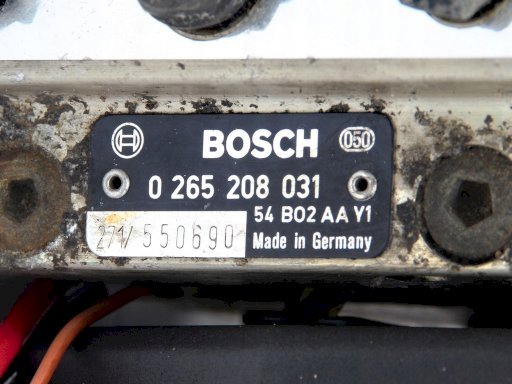 BOSCH 050
0 265 208 031
54 B02 AA Y1
271/ 550690
Made in Germany